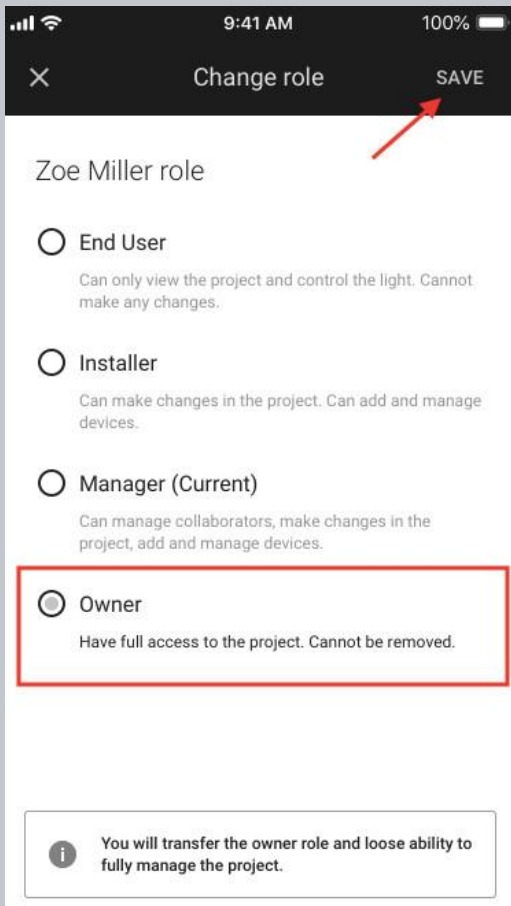 9:41 AM 100%
Change role SAVE
Zoe Miller role
End User
Can only view the project and control the light. Cannot
make any changes.
Installer
Can make changes in the project. Can add and manage
devices.
Manager (Current)
Can manage collaborators, make changes in the
project, add and manage devices.
Owner
Have full access to the project. Cannot be removed.
You will transfer the owner role and loose ability to
fully manage the project.